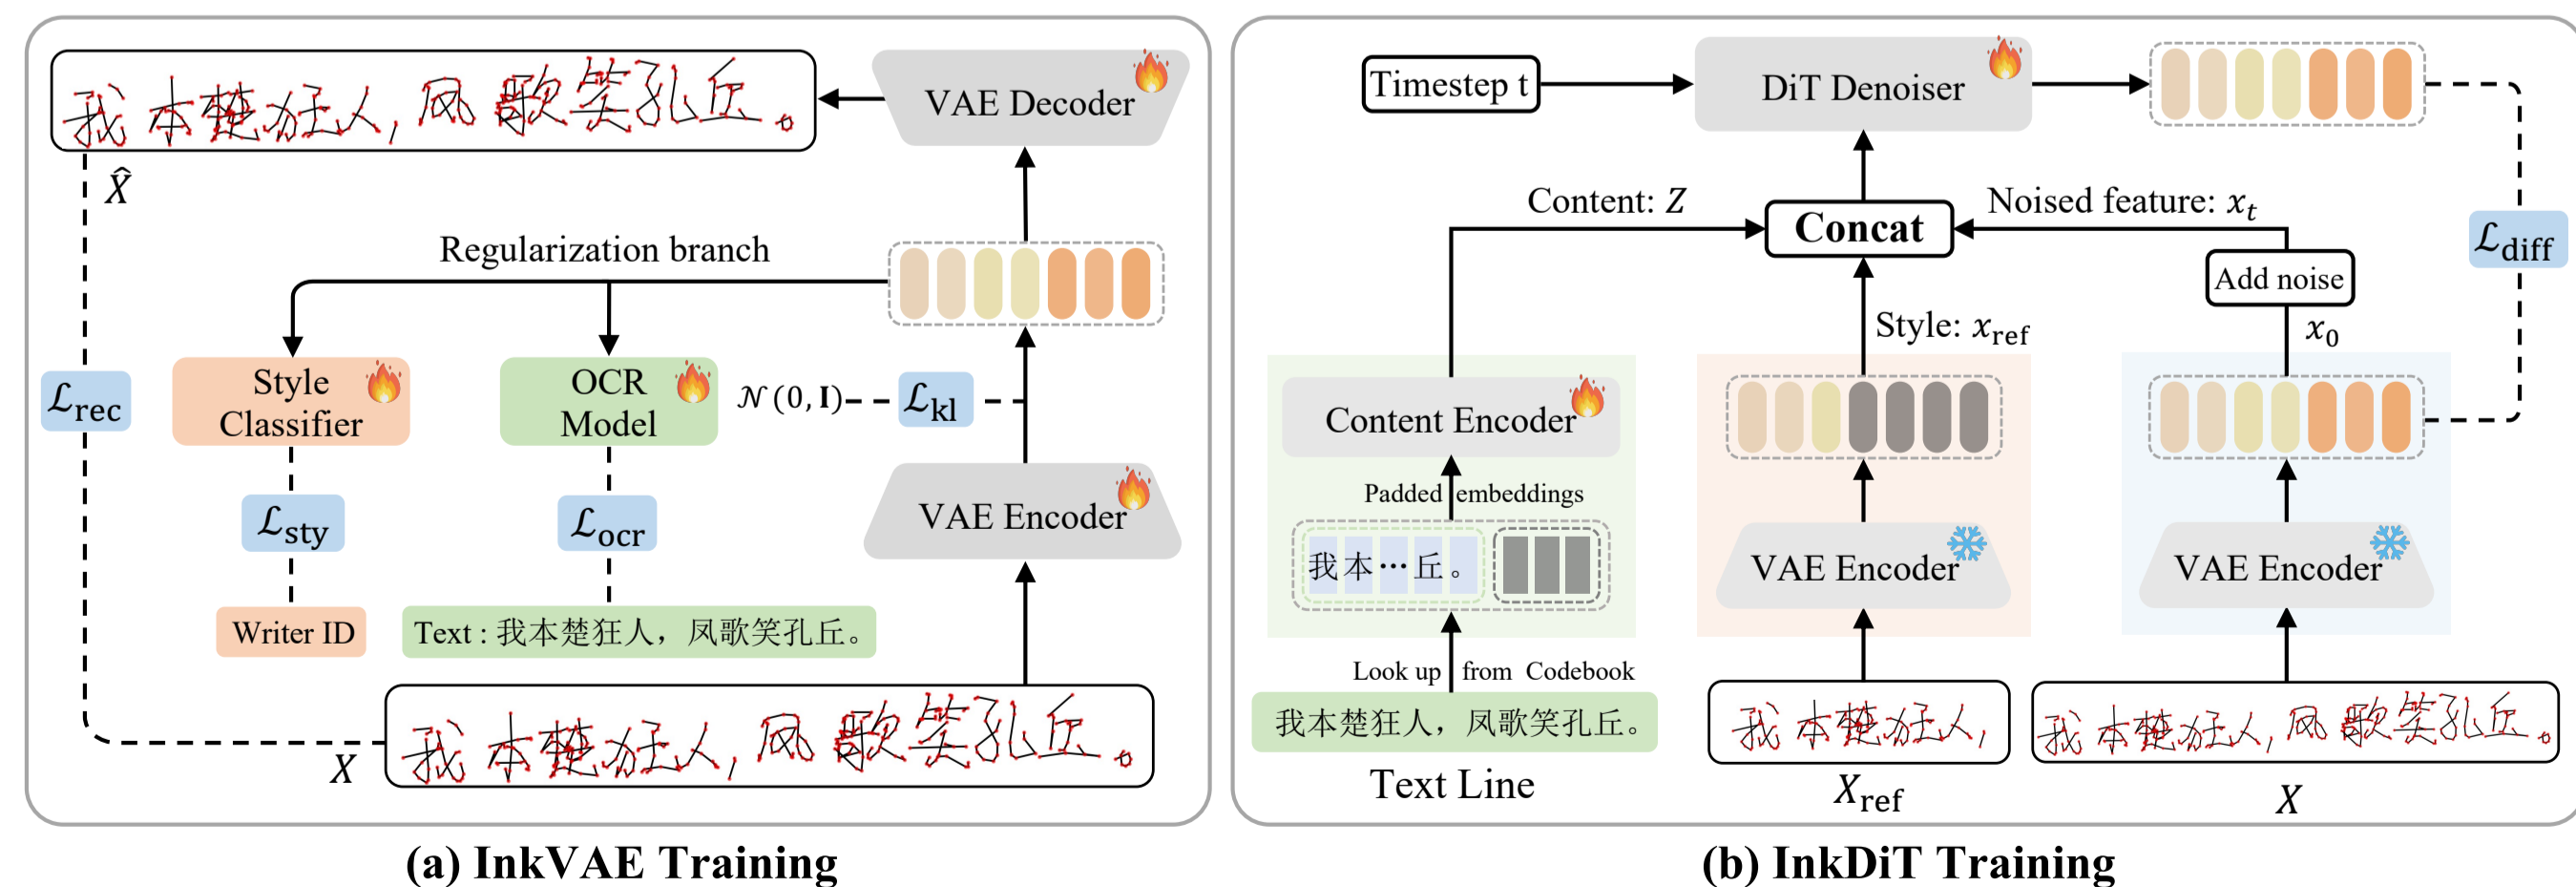 我本楚狂人,凤歌笑孔丘。
X̂
VAE Decoder
Regularization branch
ℒrec
Style Classifier
OCR Model
𝒩(0, I)
ℒkl
VAE Encoder
ℒsty
ℒocr
Writer ID
Text : 我本楚狂人，凤歌笑孔丘。
X
我本楚狂人,凤歌笑孔丘。
(a) InkVAE Training
Timestep t
DiT Denoiser
Content: Z
Concat
Noised feature: xt
ℒdiff
Add noise
Style: xref
x0
Content Encoder
Padded embeddings
我本…丘。
VAE Encoder
VAE Encoder
Look up from Codebook
我本楚狂人，凤歌笑孔丘。
Text Line
我本楚狂人,
Xref
我本楚狂人,凤歌笑孔丘。
X
(b) InkDiT Training